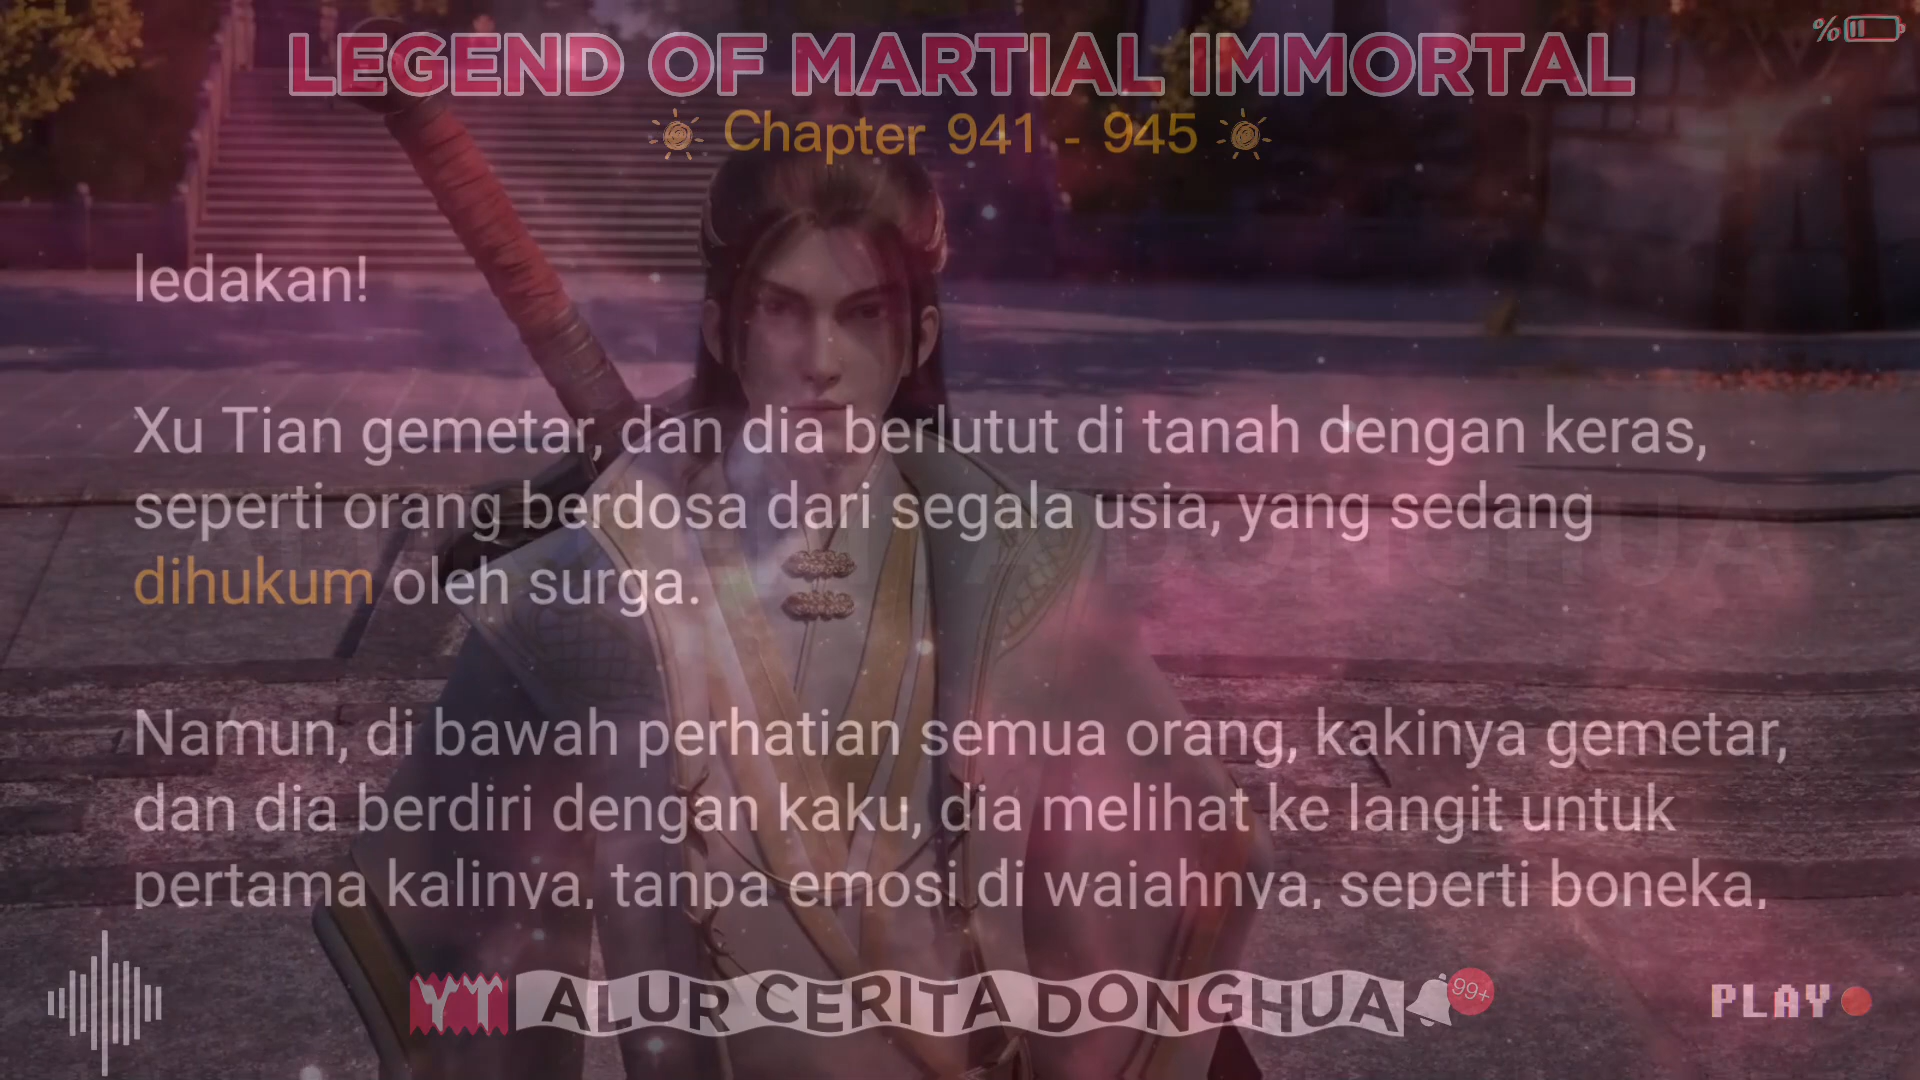 LEGEND OF MARTIAL IMMORTAL
%
Chapter 941 - 945
ledakan!
Xu Tian gemetar, dan dia berlutut di tanah dengan keras,
seperti orang berdosa dari segala usia, yang sedang
dihukum oleh surga.
Namun, di bawah perhatian semua orang, kakinya gemetar,
dan dia berdiri dengan kaku, dia melihat ke langit untuk
pertama kalinya, tanpa emosi di wajahnya, seperti boneka,
YT ALUR CERITA DONGHUA 99+
PLAY